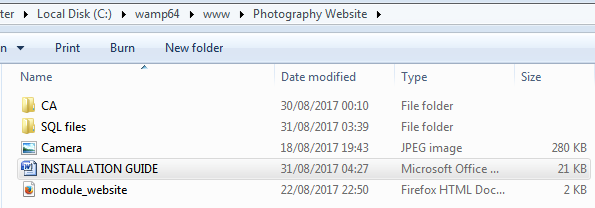 ter ▸ Local Disk (C:) ▸ wamp64 ▸ www ▸ Photography Website ▸
n ▾ Print Burn New folder
Name Date modified Type Size
CA 30/08/2017 00:10 File folder
SQL files 31/08/2017 03:39 File folder
Camera 18/08/2017 19:43 JPEG image 280 KB
INSTALLATION GUIDE 31/08/2017 04:27 Microsoft Office ... 21 KB
module_website 22/08/2017 22:50 Firefox HTML Doc... 2 KB